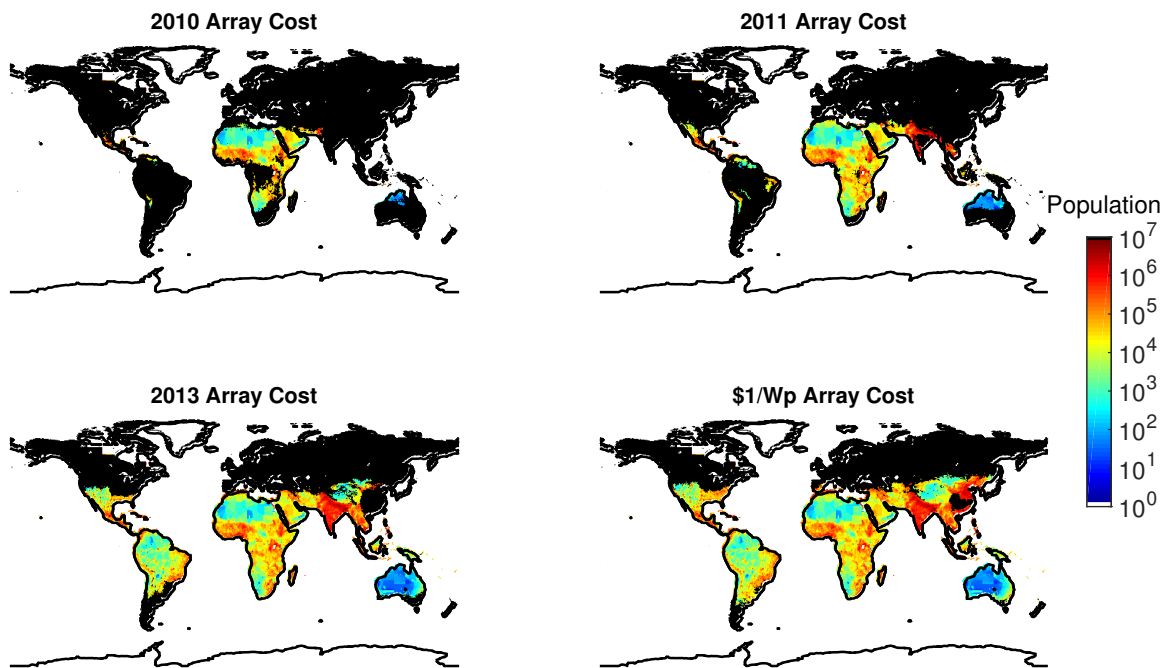 2010 Array Cost
2011 Array Cost
Population
10^7
10^6
10^5
10^4
10^3
10^2
10^1
10^0
2013 Array Cost
$1/Wp Array Cost